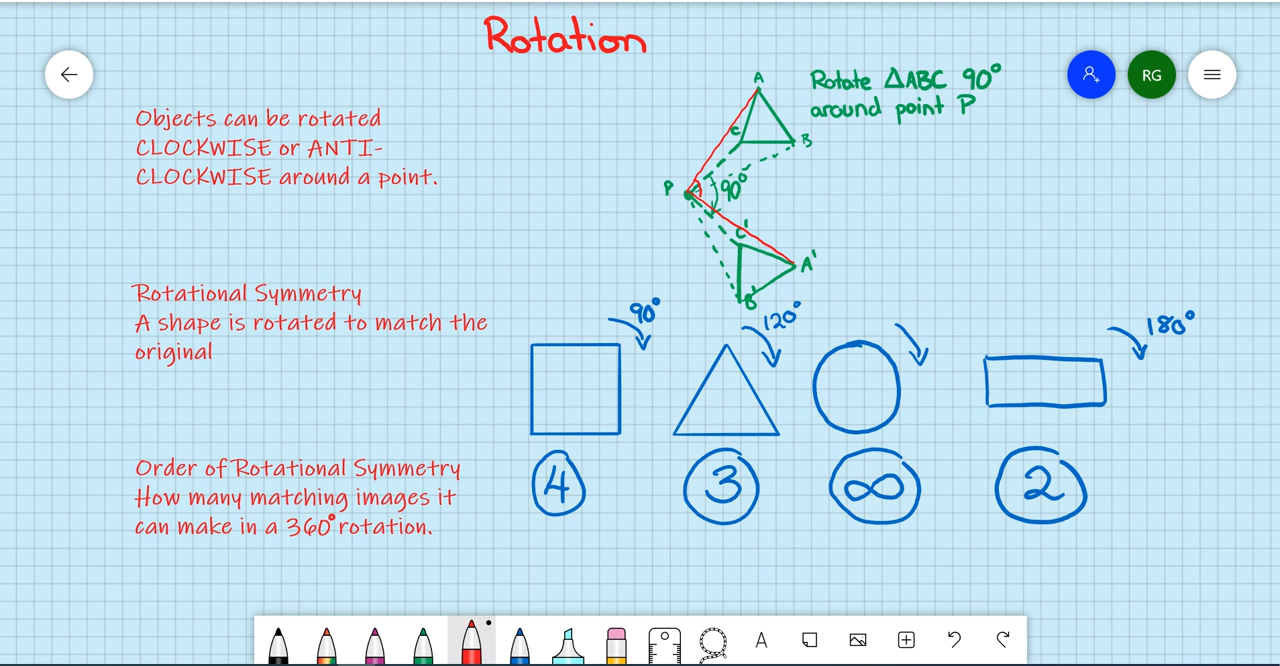 Rotation
RG
Objects can be rotated
CLOCKWISE or ANTI-
CLOCKWISE around a point.
A
Rotate ΔABC 90°
around point P
C
B
P
90°
C'
A'
B'
Rotational Symmetry
A shape is rotated to match the
original
90°
120°
180°
Order of Rotational Symmetry
How many matching images it
can make in a 360° rotation.
4
3
∞
2
A